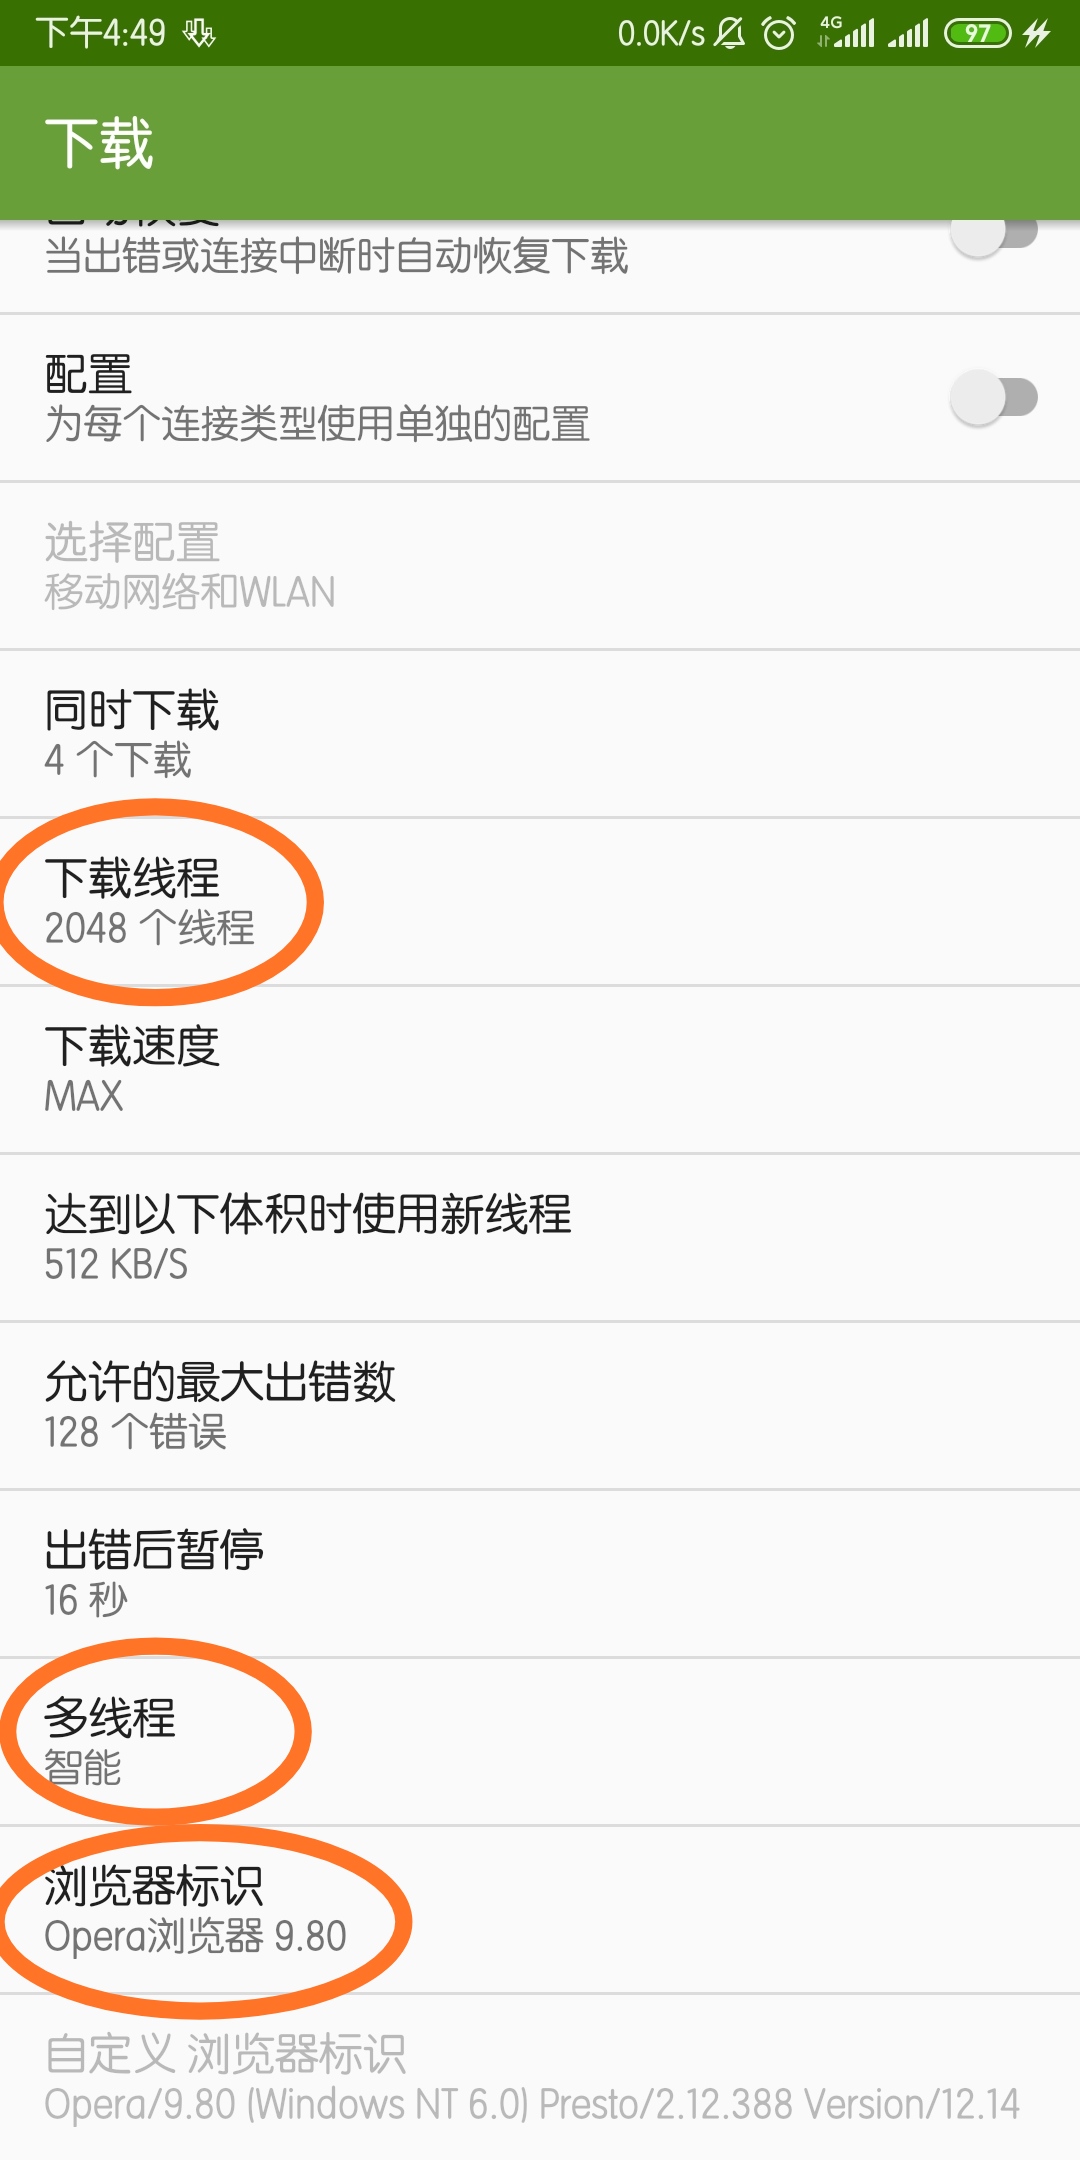 下午4:49 0.0K/s 4G 97
下载
自动恢复
当出错或连接中断时自动恢复下载
配置
为每个连接类型使用单独的配置
选择配置
移动网络和WLAN
同时下载
4 个下载
下载线程
2048 个线程
下载速度
MAX
达到以下体积时使用新线程
512 KB/S
允许的最大出错数
128 个错误
出错后暂停
16 秒
多线程
智能
浏览器标识
Opera浏览器 9.80
自定义 浏览器标识
Opera/9.80 (Windows NT 6.0) Presto/2.12.388 Version/12.14